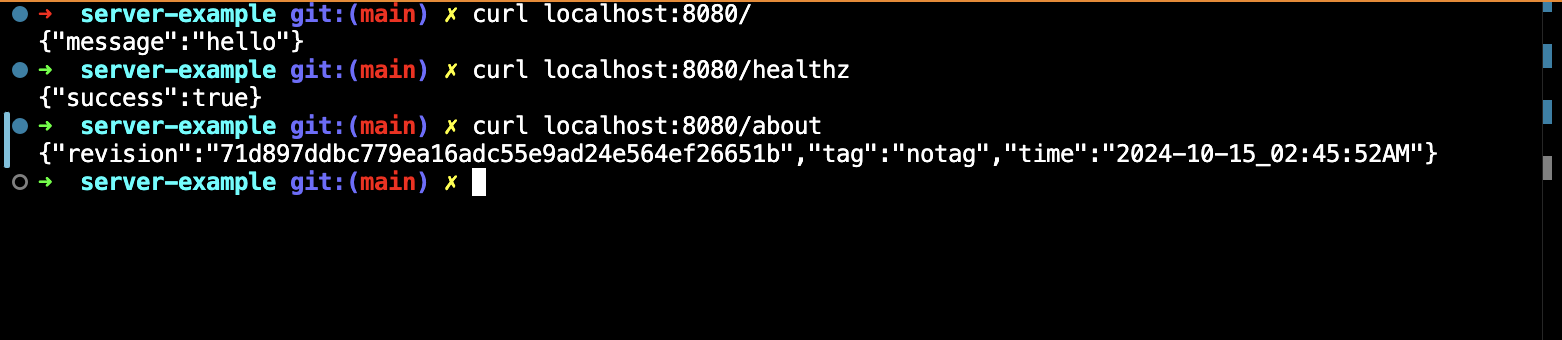 ➜ server-example git:(main) ✗ curl localhost:8080/
{"message":"hello"}
➜ server-example git:(main) ✗ curl localhost:8080/healthz
{"success":true}
➜ server-example git:(main) ✗ curl localhost:8080/about
{"revision":"71d897ddbc779ea16adc55e9ad24e564ef26651b","tag":"notag","time":"2024-10-15_02:45:52AM"}
➜ server-example git:(main) ✗